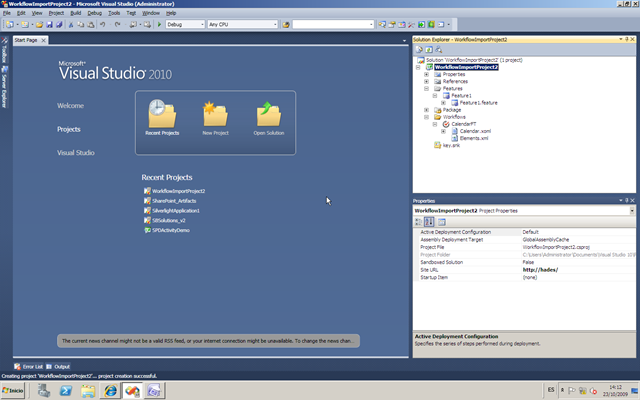 WorkflowImportProject2 - Microsoft Visual Studio (Administrator)
File Edit View Project Build Debug Data Tools Test Window Help
Debug Any CPU
Start Page
Toolbox
Server Explorer
Microsoft
Visual Studio 2010
Welcome
Projects
Visual Studio
Recent Projects
New Project
Open Solution
Recent Projects
WorkflowImportProject2
SharePoint_Artifacts
SilverlightApplication1
SPDActivityDemo
The current news channel might not be a valid RSS feed, or your internet connection might be unavailable. To change the news chan...
Solution Explorer - WorkflowImportProject2
Solution 'WorkflowImportProject2' (1 project)
WorkflowImportProject2
Properties
References
Features
Feature1
Feature1.feature
Package
Workflows
CalendarFT
Calendar.xoml
Elements.xml
key.snk
Properties
WorkflowImportProject2 Project Properties
Active Deployment Configuration Default
Assembly Deployment Target GlobalAssemblyCache
Project File WorkflowImportProject2.csproj
Project Folder C:\Users\Administrator\Documents\Visual Studio 10\
Sandboxed Solution False
Site URL http://hades/
Startup Item (none)
Active Deployment Configuration
Specifies the series of steps performed during deployment.
Error List Output
Creating project 'WorkflowImportProject2'... project creation successful.
Inicio
ES
14:12
23/10/2009